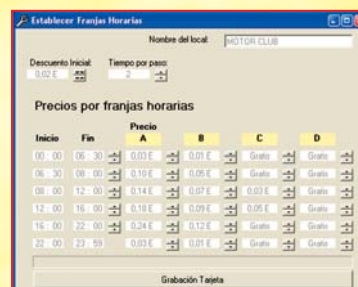 Establecer Franjas Horarias
Nombre del local: MOTOR CLUB
Descuento Inicial: Tiempo por paso:
0,02 E 2
Precios por franjas horarias
Precio
Inicio Fin A B C D
00 : 00 06 : 30 0,03 E 0,01 E Gratis Gratis
06 : 30 08 : 00 0,10 E 0,05 E Gratis Gratis
08 : 00 12 : 00 0,14 E 0,07 E 0,03 E Gratis
12 : 00 16 : 00 0,18 E 0,09 E 0,05 E Gratis
16 : 00 22 : 00 0,24 E 0,12 E Gratis Gratis
22 : 00 23 : 59 0,03 E 0,01 E Gratis Gratis
Grabación Tarjeta